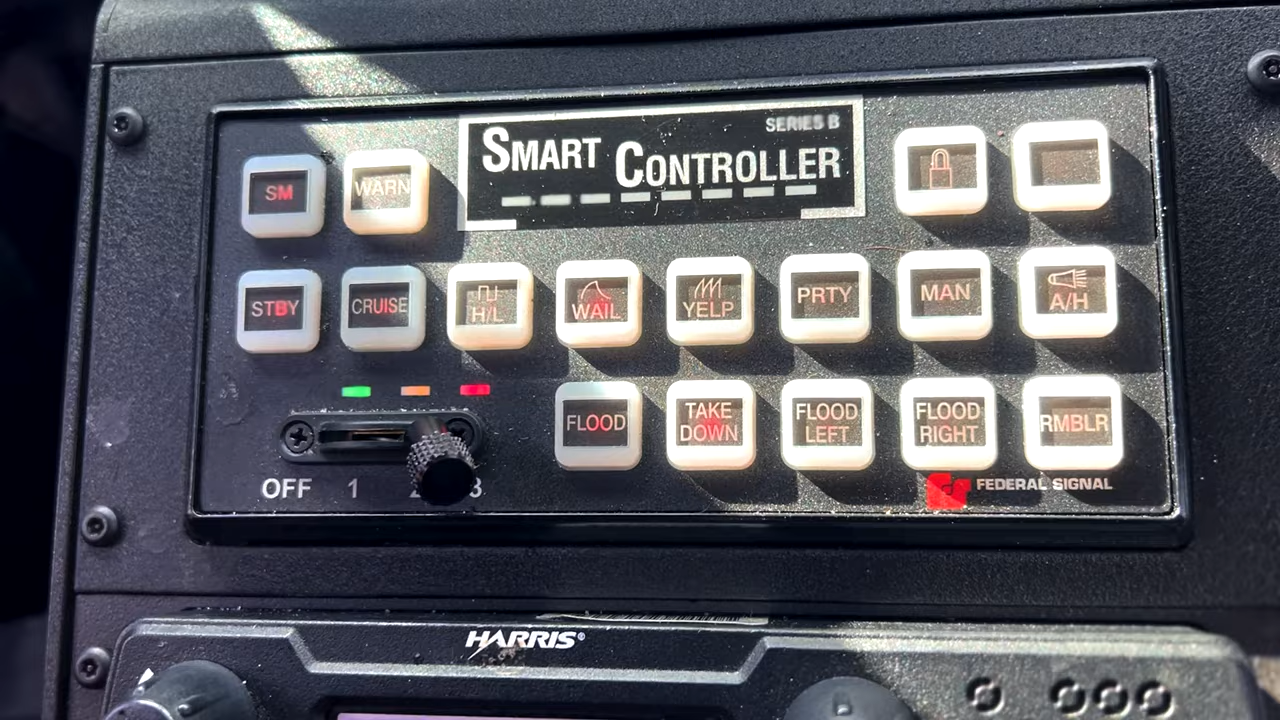 SERIES B
SMART CONTROLLER
SM WARN
STBY CRUISE H/L WAIL YELP PRTY MAN A/H
FLOOD TAKE DOWN FLOOD LEFT FLOOD RIGHT RMBLR
OFF 1 2 3
FEDERAL SIGNAL
HARRIS®